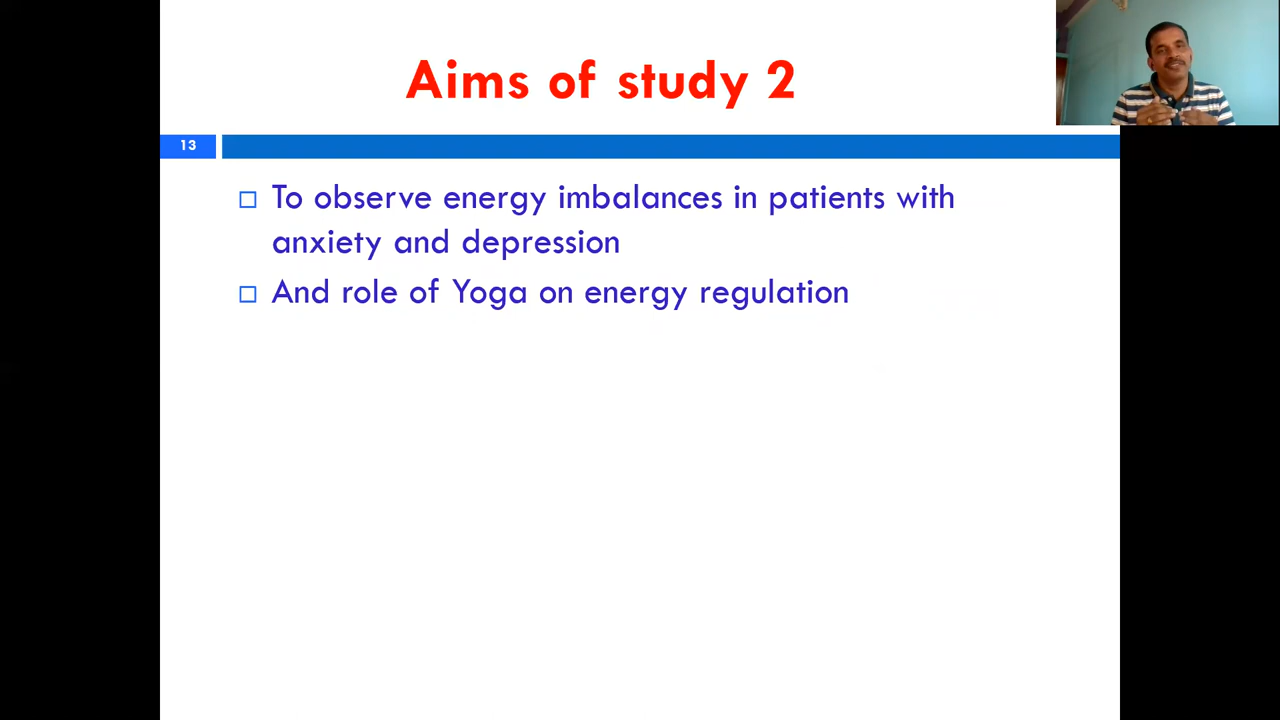 Aims of study 2
13
To observe energy imbalances in patients with
anxiety and depression
And role of Yoga on energy regulation